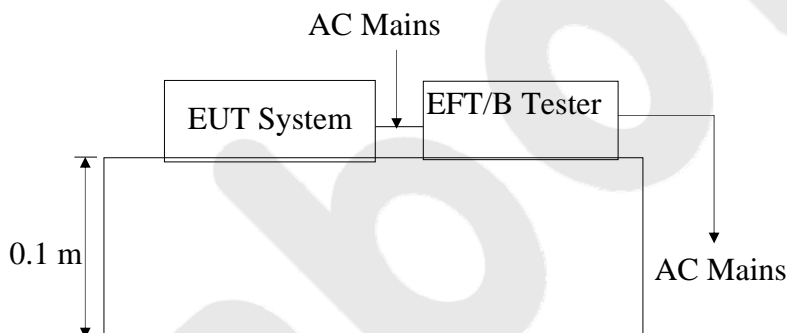 AC Mains
EUT System
EFT/B Tester
0.1 m
AC Mains